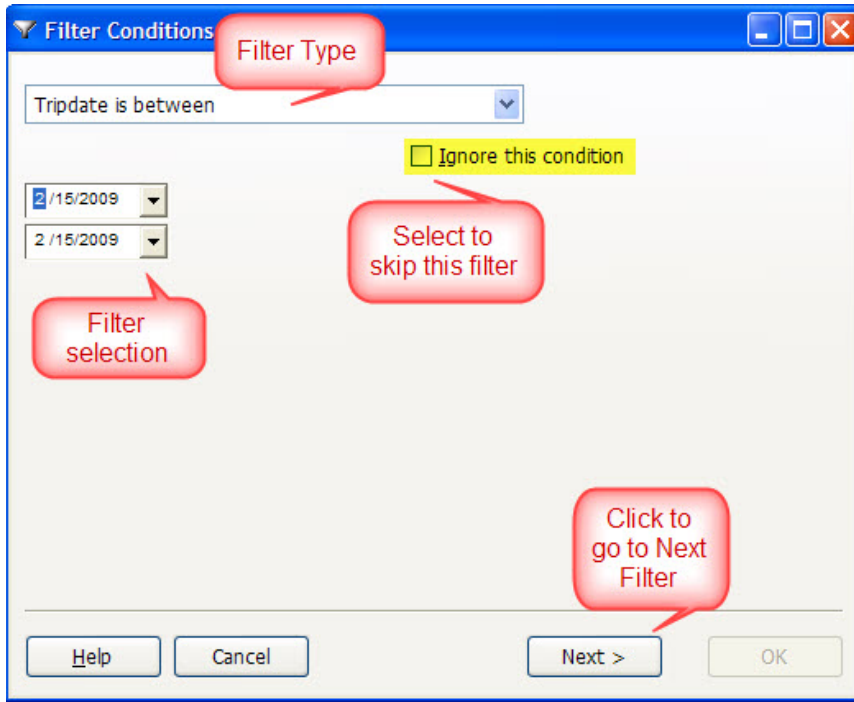 Filter Conditions
Filter Type
Tripdate is between
Ignore this condition
2/15/2009
2/15/2009
Select to
skip this filter
Filter
selection
Click to
go to Next
Filter
Help
Cancel
Next >
OK